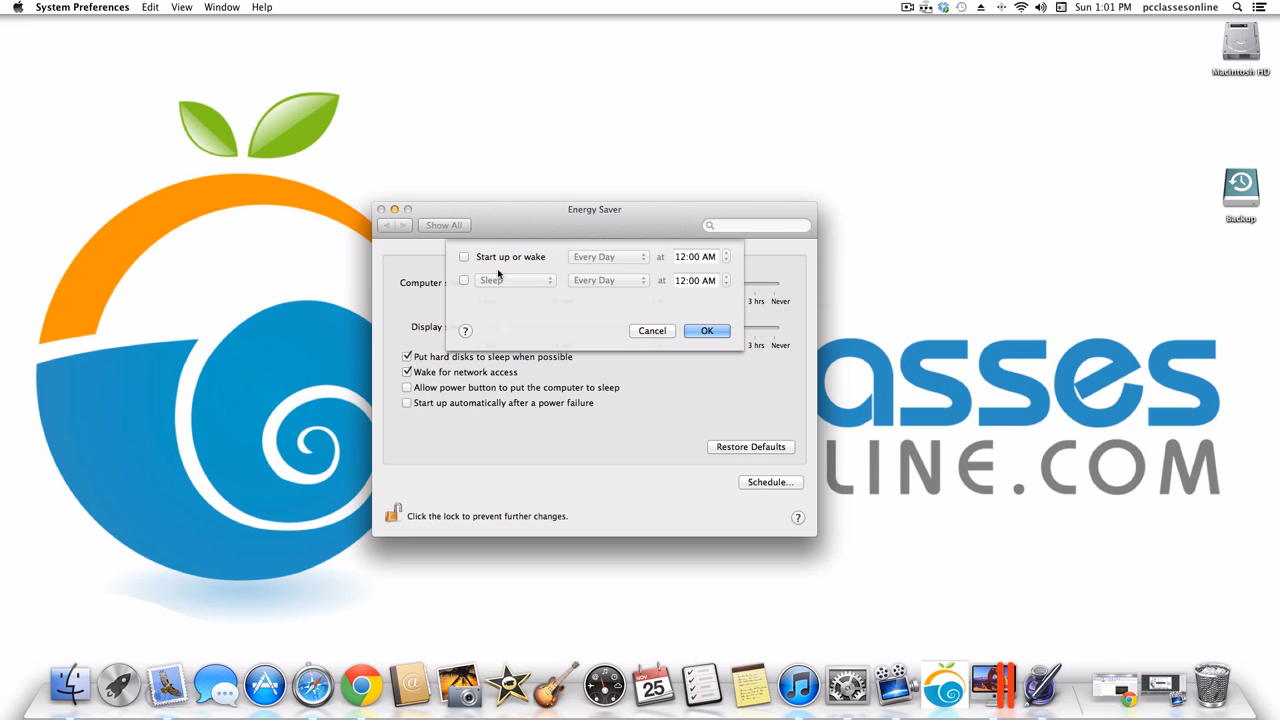 System Preferences Edit View Window Help Sun 1:01 PM pcclassesonline
Macintosh HD
Backup
Energy Saver
Show All
Start up or wake Every Day at 12:00 AM
Sleep Every Day at 12:00 AM
Computer s
3 hrs Never
? Cancel OK
Display
3 hrs Never
Put hard disks to sleep when possible
Wake for network access
Allow power button to put the computer to sleep
Start up automatically after a power failure
Restore Defaults
Schedule...
Click the lock to prevent further changes. ?
asses
LINE.COM
NOV
25